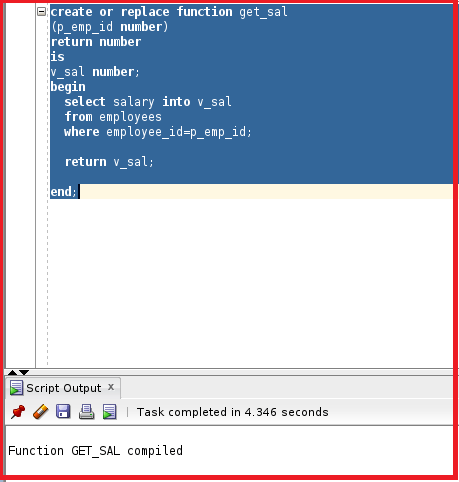 create or replace function get_sal
(p_emp_id number)
return number
is
v_sal number;
begin
select salary into v_sal
from employees
where employee_id=p_emp_id;
return v_sal;
end;
Script Output x
Task completed in 4.346 seconds
Function GET_SAL compiled